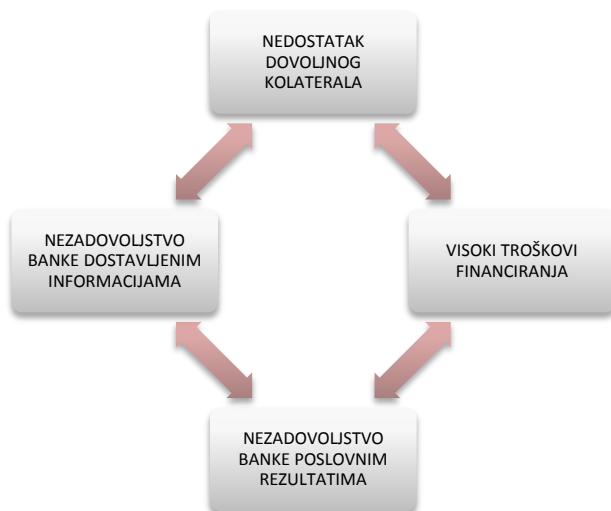 NEDOSTATAK
DOVOLJNOG
KOLATERALA
NEZADOVOLJSTVO
BANKE DOSTAVLJENIM
INFORMACIJAMA
VISOKI TROŠKOVI
FINANCIRANJA
NEZADOVOLJSTVO
BANKE POSLOVNIM
REZULTATIMA